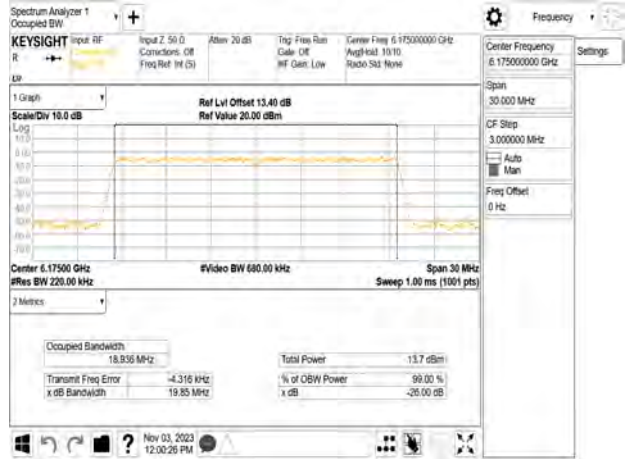 Spectrum Analyzer 1
Occupied BW
KEYSIGHT
Input: RF
Input Z: 50 Ω
Corrections: Off
Freq Ref: Int (S)
Atten: 20 dB
Trig: Free Run
Gate: Off
#IF Gain: Low
Center Freq: 6.175000000 GHz
Avg|Hold: 10/10
Radio Std: None
1 Graph
Scale/Div 10.0 dB
Ref Lvl Offset 13.40 dB
Ref Value 20.00 dBm
Log
Center 6.17500 GHz
#Res BW 220.00 kHz
#Video BW 680.00 kHz
Span 30 MHz
Sweep 1.00 ms (1001 pts)
2 Metrics
Occupied Bandwidth
18.936 MHz
Transmit Freq Error -4.316 kHz
x dB Bandwidth 19.85 MHz
Total Power 13.7 dBm
% of OBW Power 99.00 %
x dB -26.00 dB
Nov 03, 2023
12:00:26 PM
Frequency
Settings
Center Frequency
6.175000000 GHz
Span
30.000 MHz
CF Step
3.000000 MHz
Auto
Man
Freq Offset
0 Hz